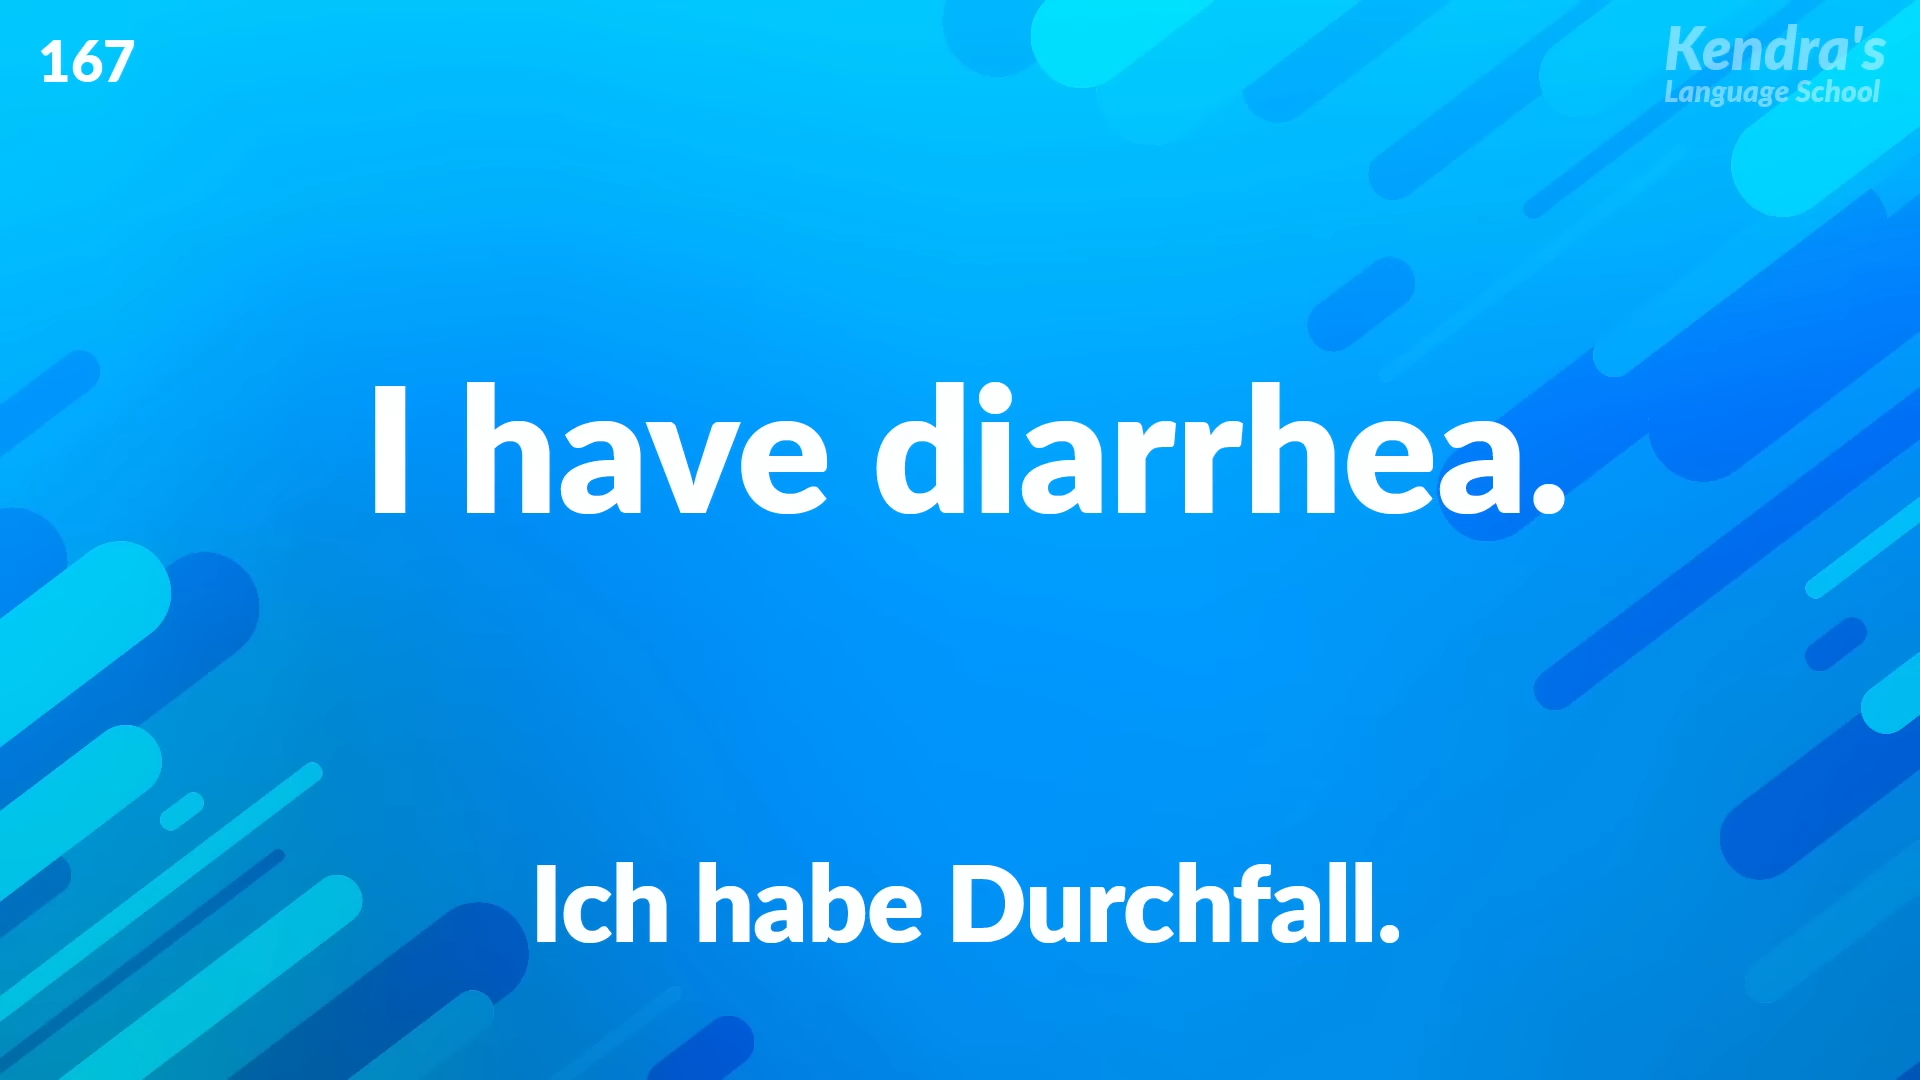 167
Kendra's
Language School
I have diarrhea.
Ich habe Durchfall.